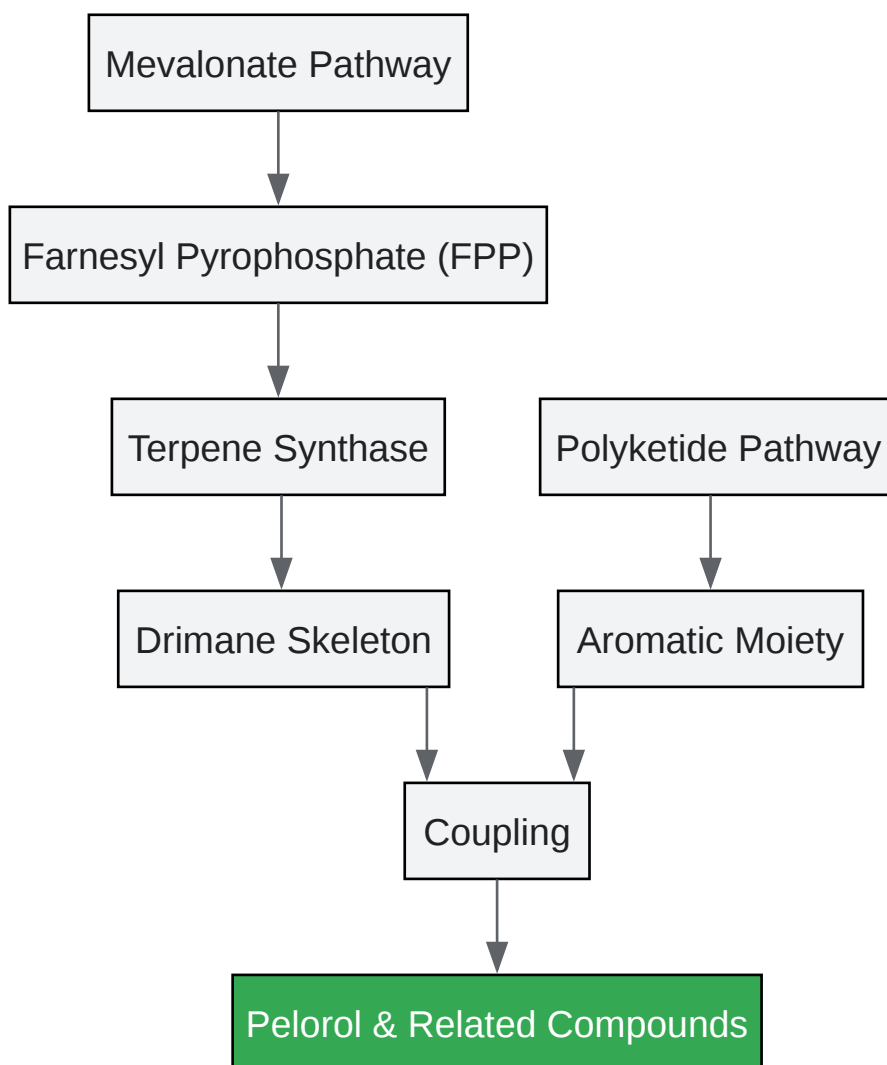 Mevalonate Pathway
Farnesyl Pyrophosphate (FPP)
Terpene Synthase
Polyketide Pathway
Drimane Skeleton
Aromatic Moiety
Coupling
Pelorol & Related Compounds